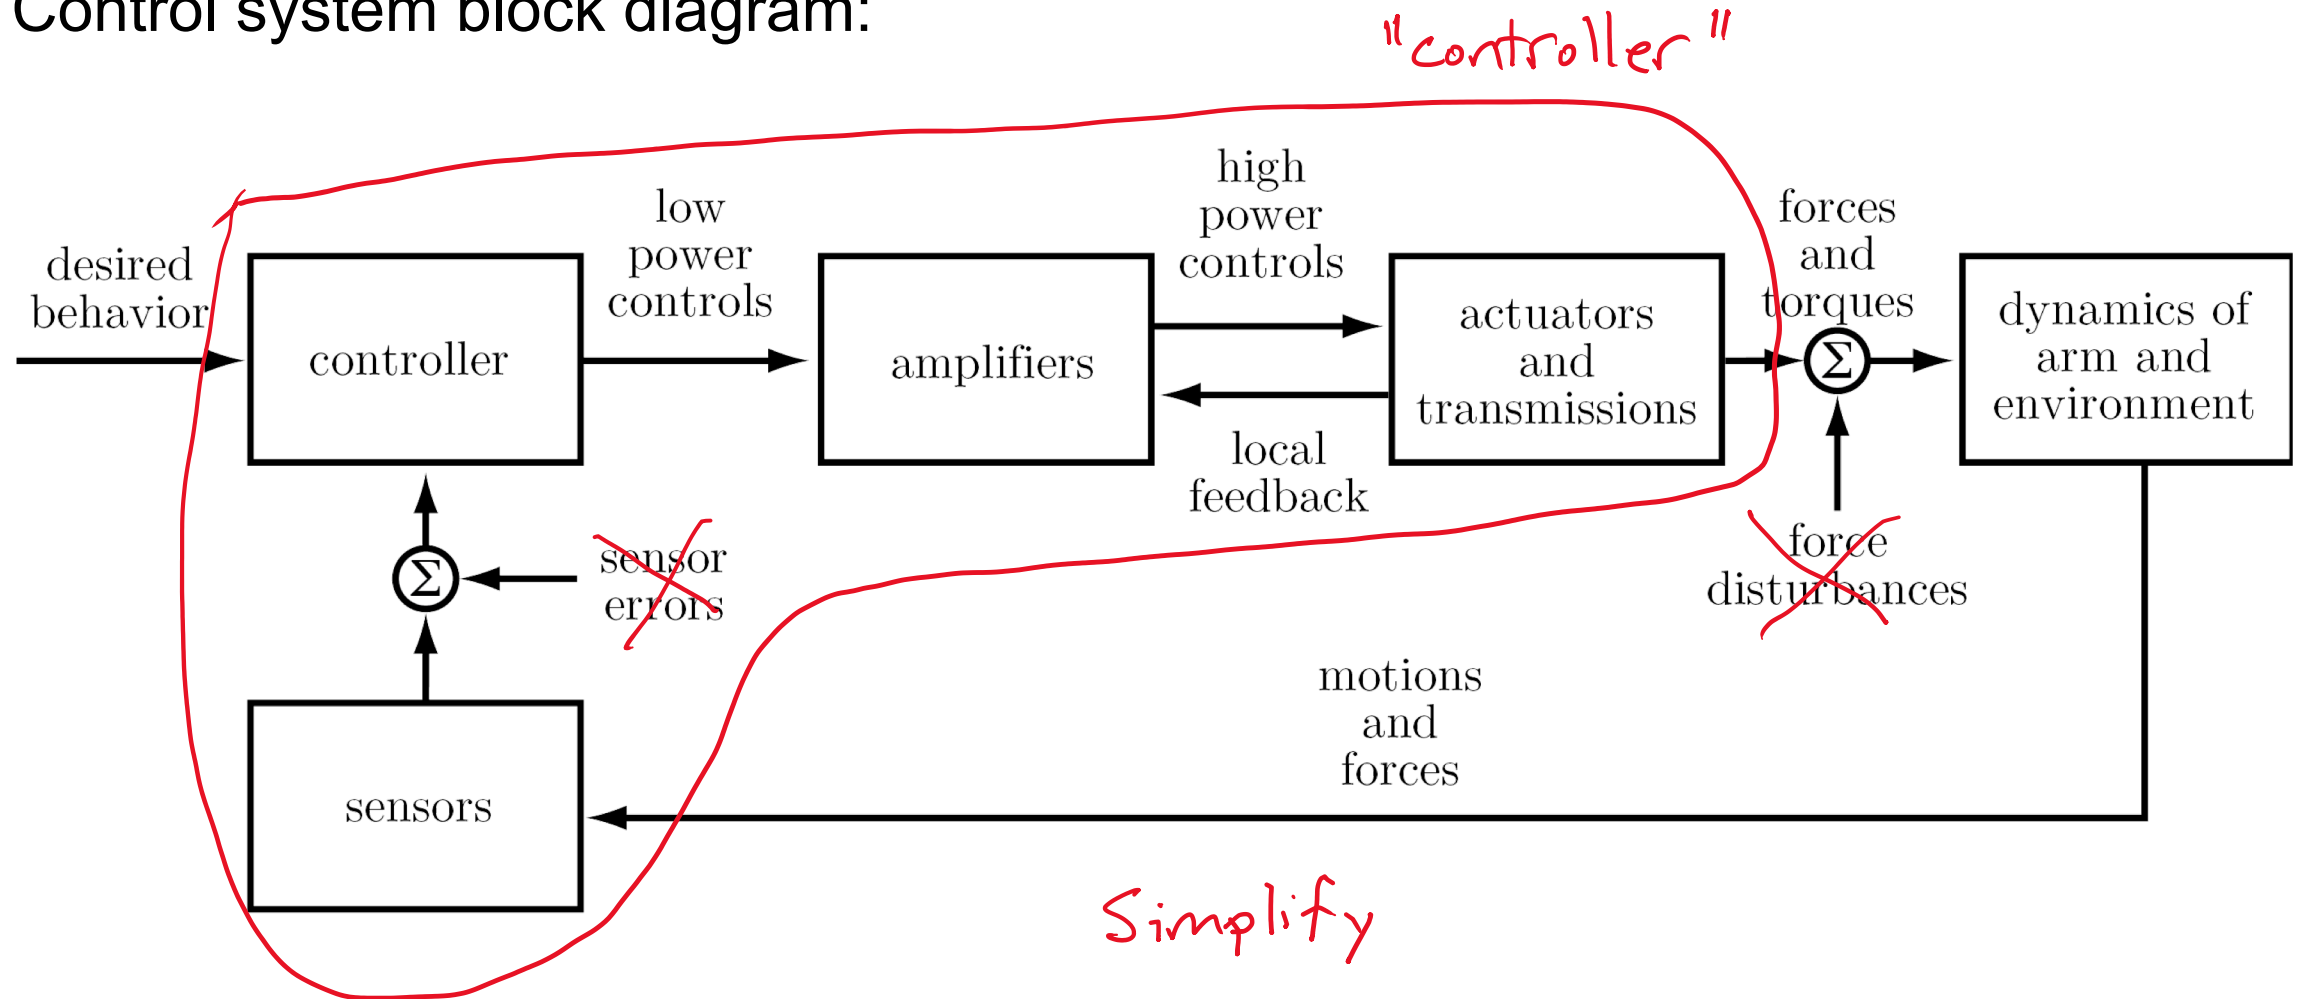 Control system block diagram:
"controller"
desired
behavior
controller
low
power
controls
amplifiers
high
power
controls
local
feedback
actuators
and
transmissions
forces
and
torques
Σ
dynamics of
arm and
environment
force
disturbances
Σ
sensor
errors
sensors
motions
and
forces
Simplify